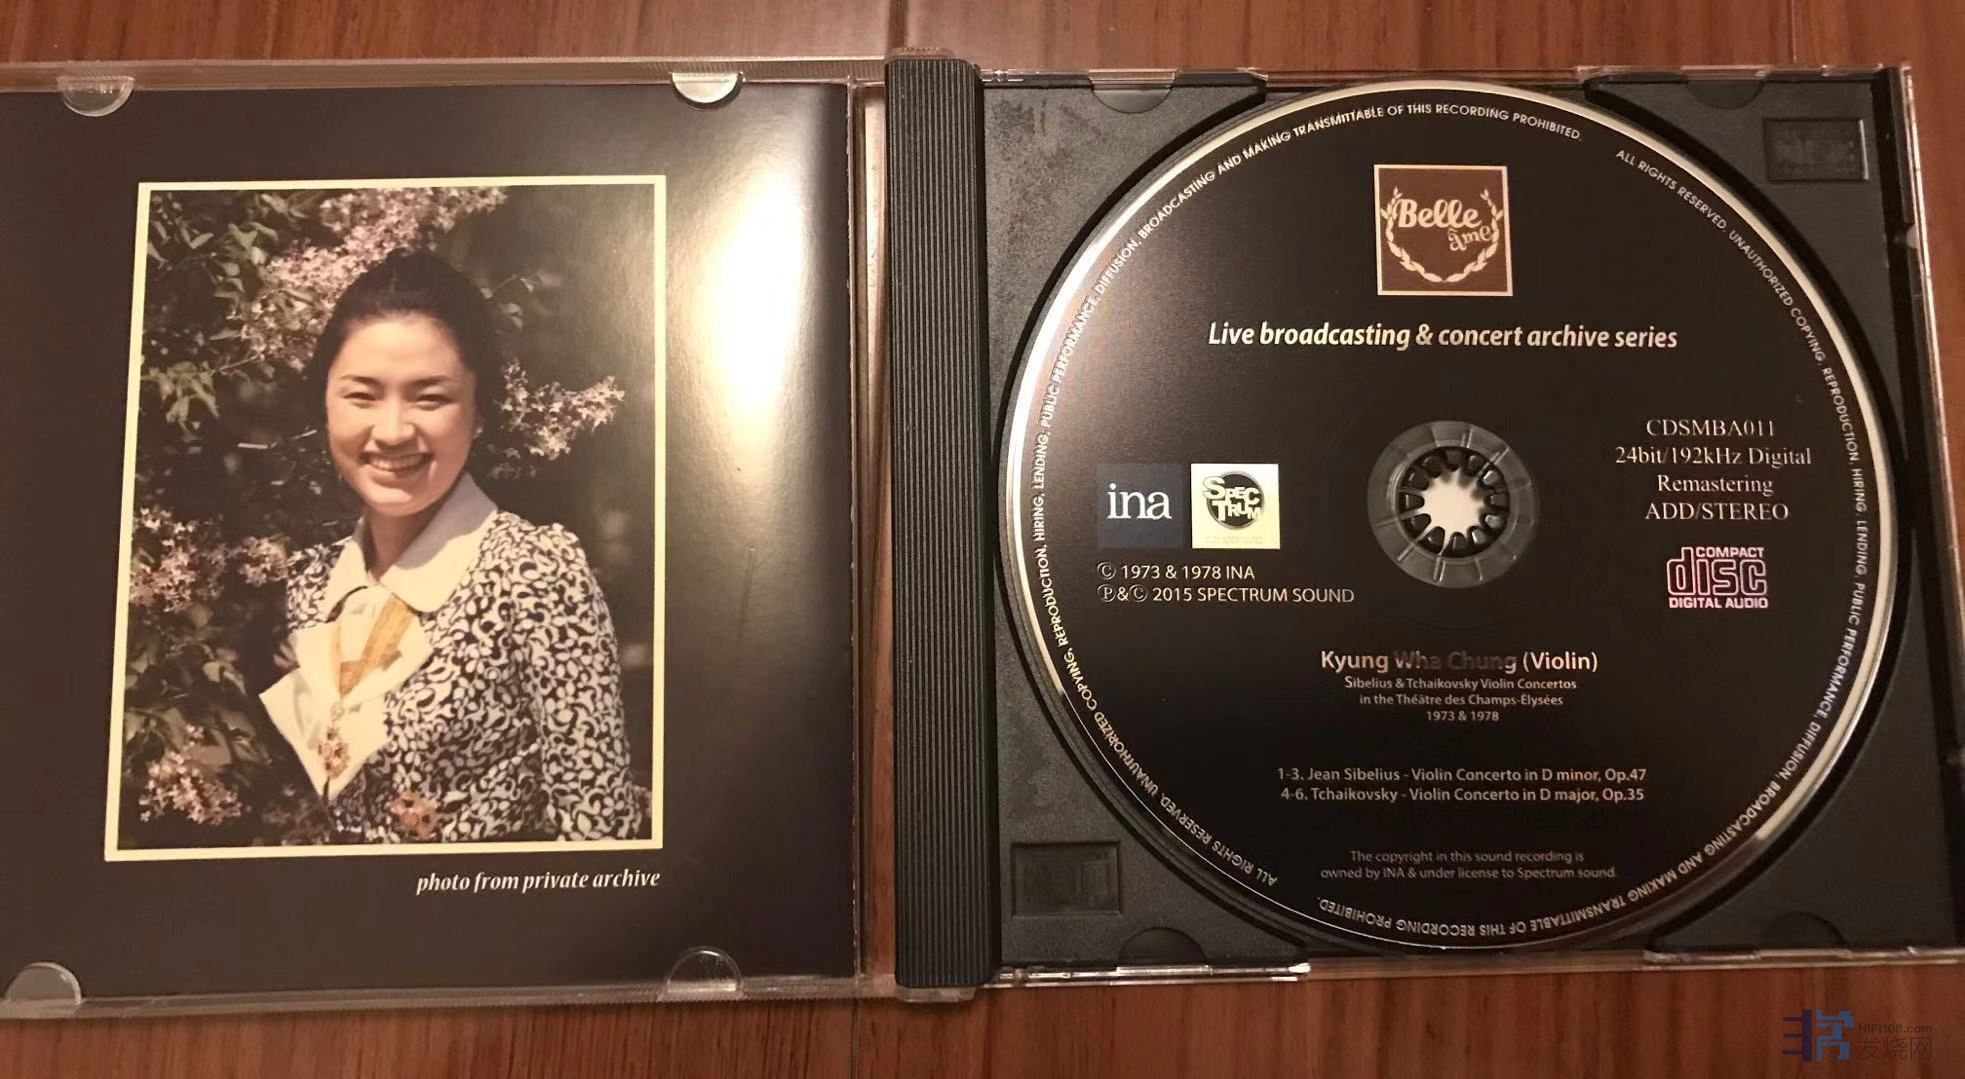 photo from private archive
ALL RIGHTS RESERVED. UNAUTHORIZED COPYING, REPRODUCTION, HIRING, LENDING, PUBLIC PERFORMANCE, DIFFUSION, BROADCASTING AND MAKING TRANSMITTABLE OF THIS RECORDING PROHIBITED.
ALL RIGHTS RESERVED. UNAUTHORIZED COPYING, REPRODUCTION, HIRING, LENDING, PUBLIC PERFORMANCE, DIFFUSION, BROADCASTING AND MAKING TRANSMITTABLE OF THIS RECORDING PROHIBITED.
Belle
âme
Live broadcasting & concert archive series
CDSMBA011
24bit/192kHz Digital
Remastering
ADD/STEREO
ina
SPEC
TRUM
COMPACT
disc
DIGITAL AUDIO
Ⓒ 1973 & 1978 INA
Ⓟ&Ⓒ 2015 SPECTRUM SOUND
Kyung Wha Chung (Violin)
Sibelius & Tchaikovsky Violin Concertos
in the Théâtre des Champs-Élysées
1973 & 1978
1-3. Jean Sibelius - Violin Concerto in D minor, Op.47
4-6. Tchaikovsky - Violin Concerto in D major, Op.35
The copyright in this sound recording is
owned by INA & under license to Spectrum sound.
HIFI168.com
发烧网